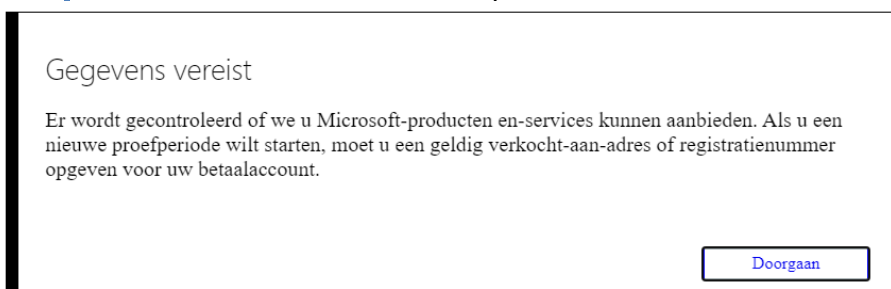 Gegevens vereist
Er wordt gecontroleerd of we u Microsoft-producten en-services kunnen aanbieden. Als u een
nieuwe proefperiode wilt starten, moet u een geldig verkocht-aan-adres of registratienummer
opgeven voor uw betaalaccount.
Doorgaan